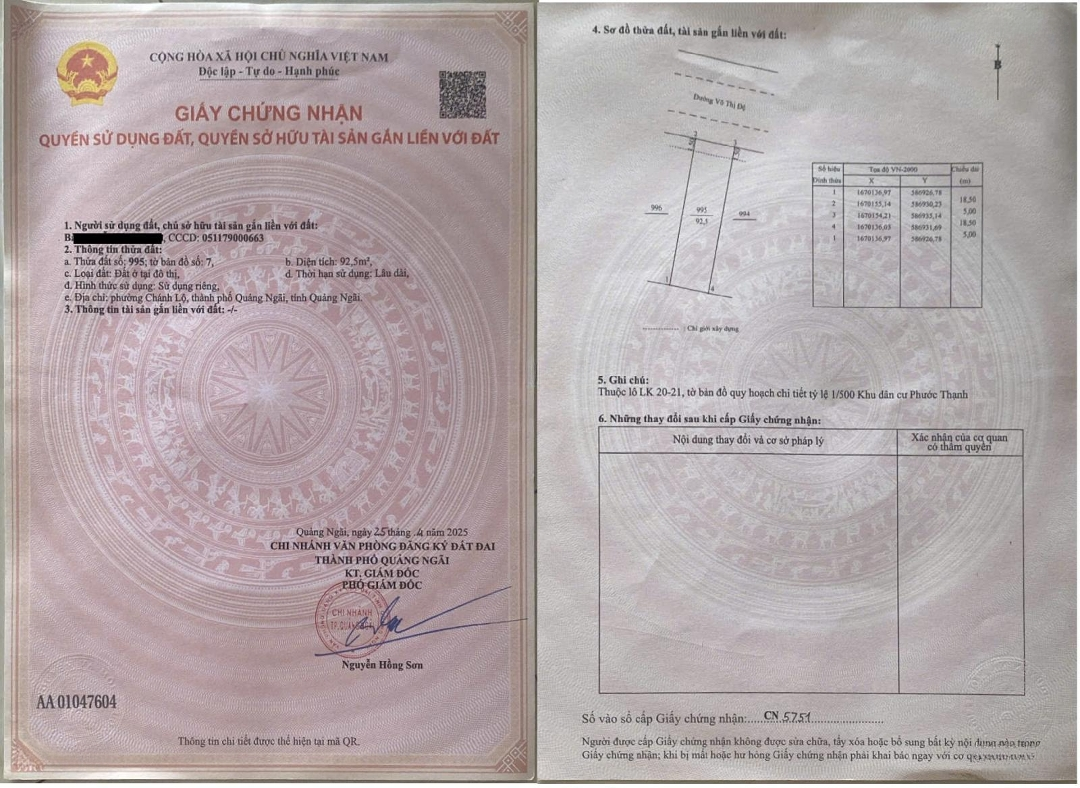 CỘNG HÒA XÃ HỘI CHỦ NGHĨA VIỆT NAM
Độc lập - Tự do - Hạnh phúc
GIẤY CHỨNG NHẬN
QUYỀN SỬ DỤNG ĐẤT, QUYỀN SỞ HỮU TÀI SẢN GẮN LIỀN VỚI ĐẤT
1. Người sử dụng đất, chủ sở hữu tài sản gắn liền với đất:
, CCCD: 051179000663
2. Thông tin thửa đất:
a. Thửa đất số: 995; tờ bản đồ số: 7,
b. Diện tích: 92,5m²,
c. Loại đất: Đất ở tại đô thị,
d. Thời hạn sử dụng: Lâu dài,
đ. Hình thức sử dụng: Sử dụng riêng,
e. Địa chỉ: phường Chánh Lộ, thành phố Quảng Ngãi, tỉnh Quảng Ngãi.
3. Thông tin tài sản gắn liền với đất: -/-
Quảng Ngãi, ngày 25 tháng .4 năm 2025
CHI NHÁNH VĂN PHÒNG ĐĂNG KÝ ĐẤT ĐAI
THÀNH PHỐ QUẢNG NGÃI
KT. GIÁM ĐỐC
PHÓ GIÁM ĐỐC
CHI NHÁNH
Nguyễn Hồng Sơn
AA 01047604
Thông tin chi tiết được thể hiện tại mã QR.
4. Sơ đồ thửa đất, tài sản gắn liền với đất:
B
Đường Võ Thị Đệ
996
995
92,5
994
1
4
Chỉ giới xây dựng
Số hiệu Đỉnh thửa Tọa độ VN-2000 Chiều dài (m)
X Y
1 1670136,97 586926,78
18,50
2
5,00
3
18,50
4
5,00
1 1670136,97 586926,78
5. Ghi chú:
Thuộc lô LK 20-21, tờ bản đồ quy hoạch chi tiết tỷ lệ 1/500 Khu dân cư Phước Thạnh
6. Những thay đổi sau khi cấp Giấy chứng nhận:
Nội dung thay đổi và cơ sở pháp lý
Xác nhận của cơ quan có thẩm quyền
Số vào sổ cấp Giấy chứng nhận:.... CN 5751....................
Người được cấp Giấy chứng nhận không được sửa chữa, tẩy xóa hoặc bổ sung bất kỳ nội dung nào trong
Giấy chứng nhận; khi bị mất hoặc hư hỏng Giấy chứng nhận phải khai báo ngay với cơ